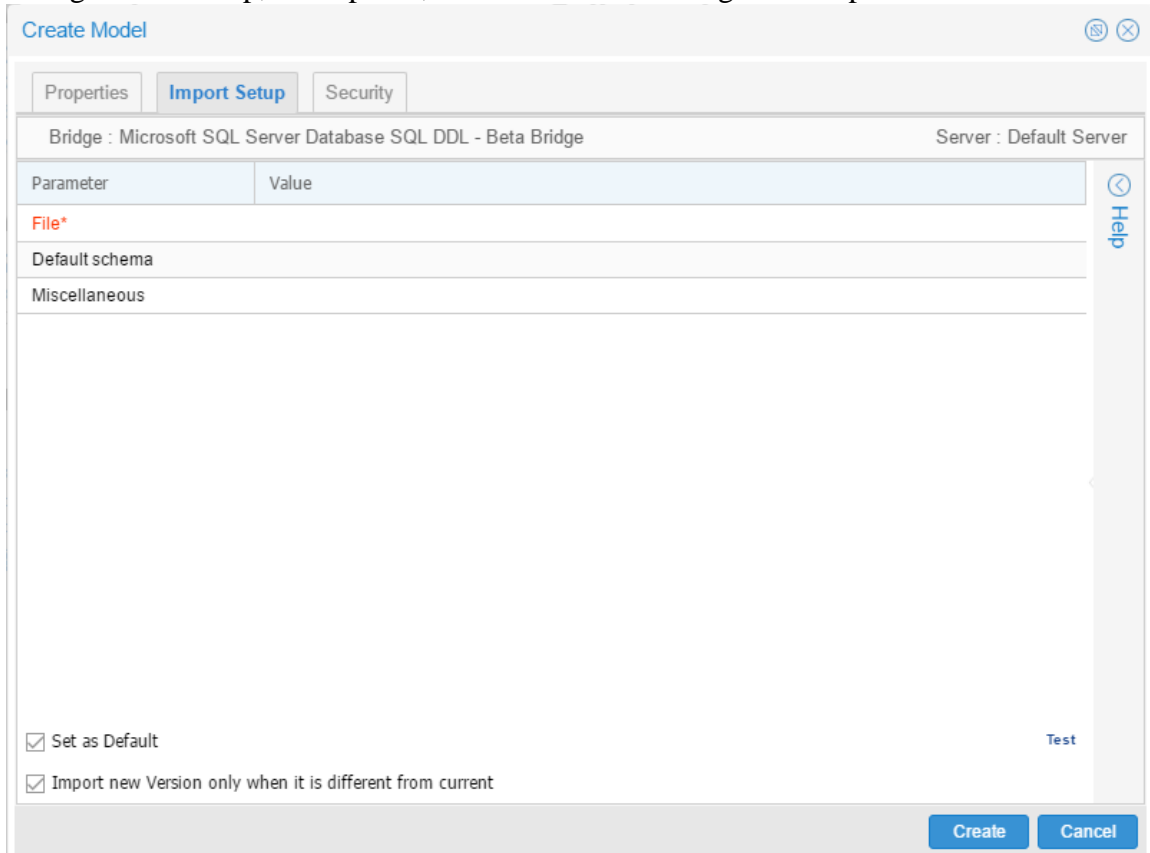 Create Model
Properties Import Setup Security
Bridge : Microsoft SQL Server Database SQL DDL - Beta Bridge Server : Default Server
Parameter Value
Help
File*
Default schema
Miscellaneous
Set as Default Test
Import new Version only when it is different from current
Create Cancel